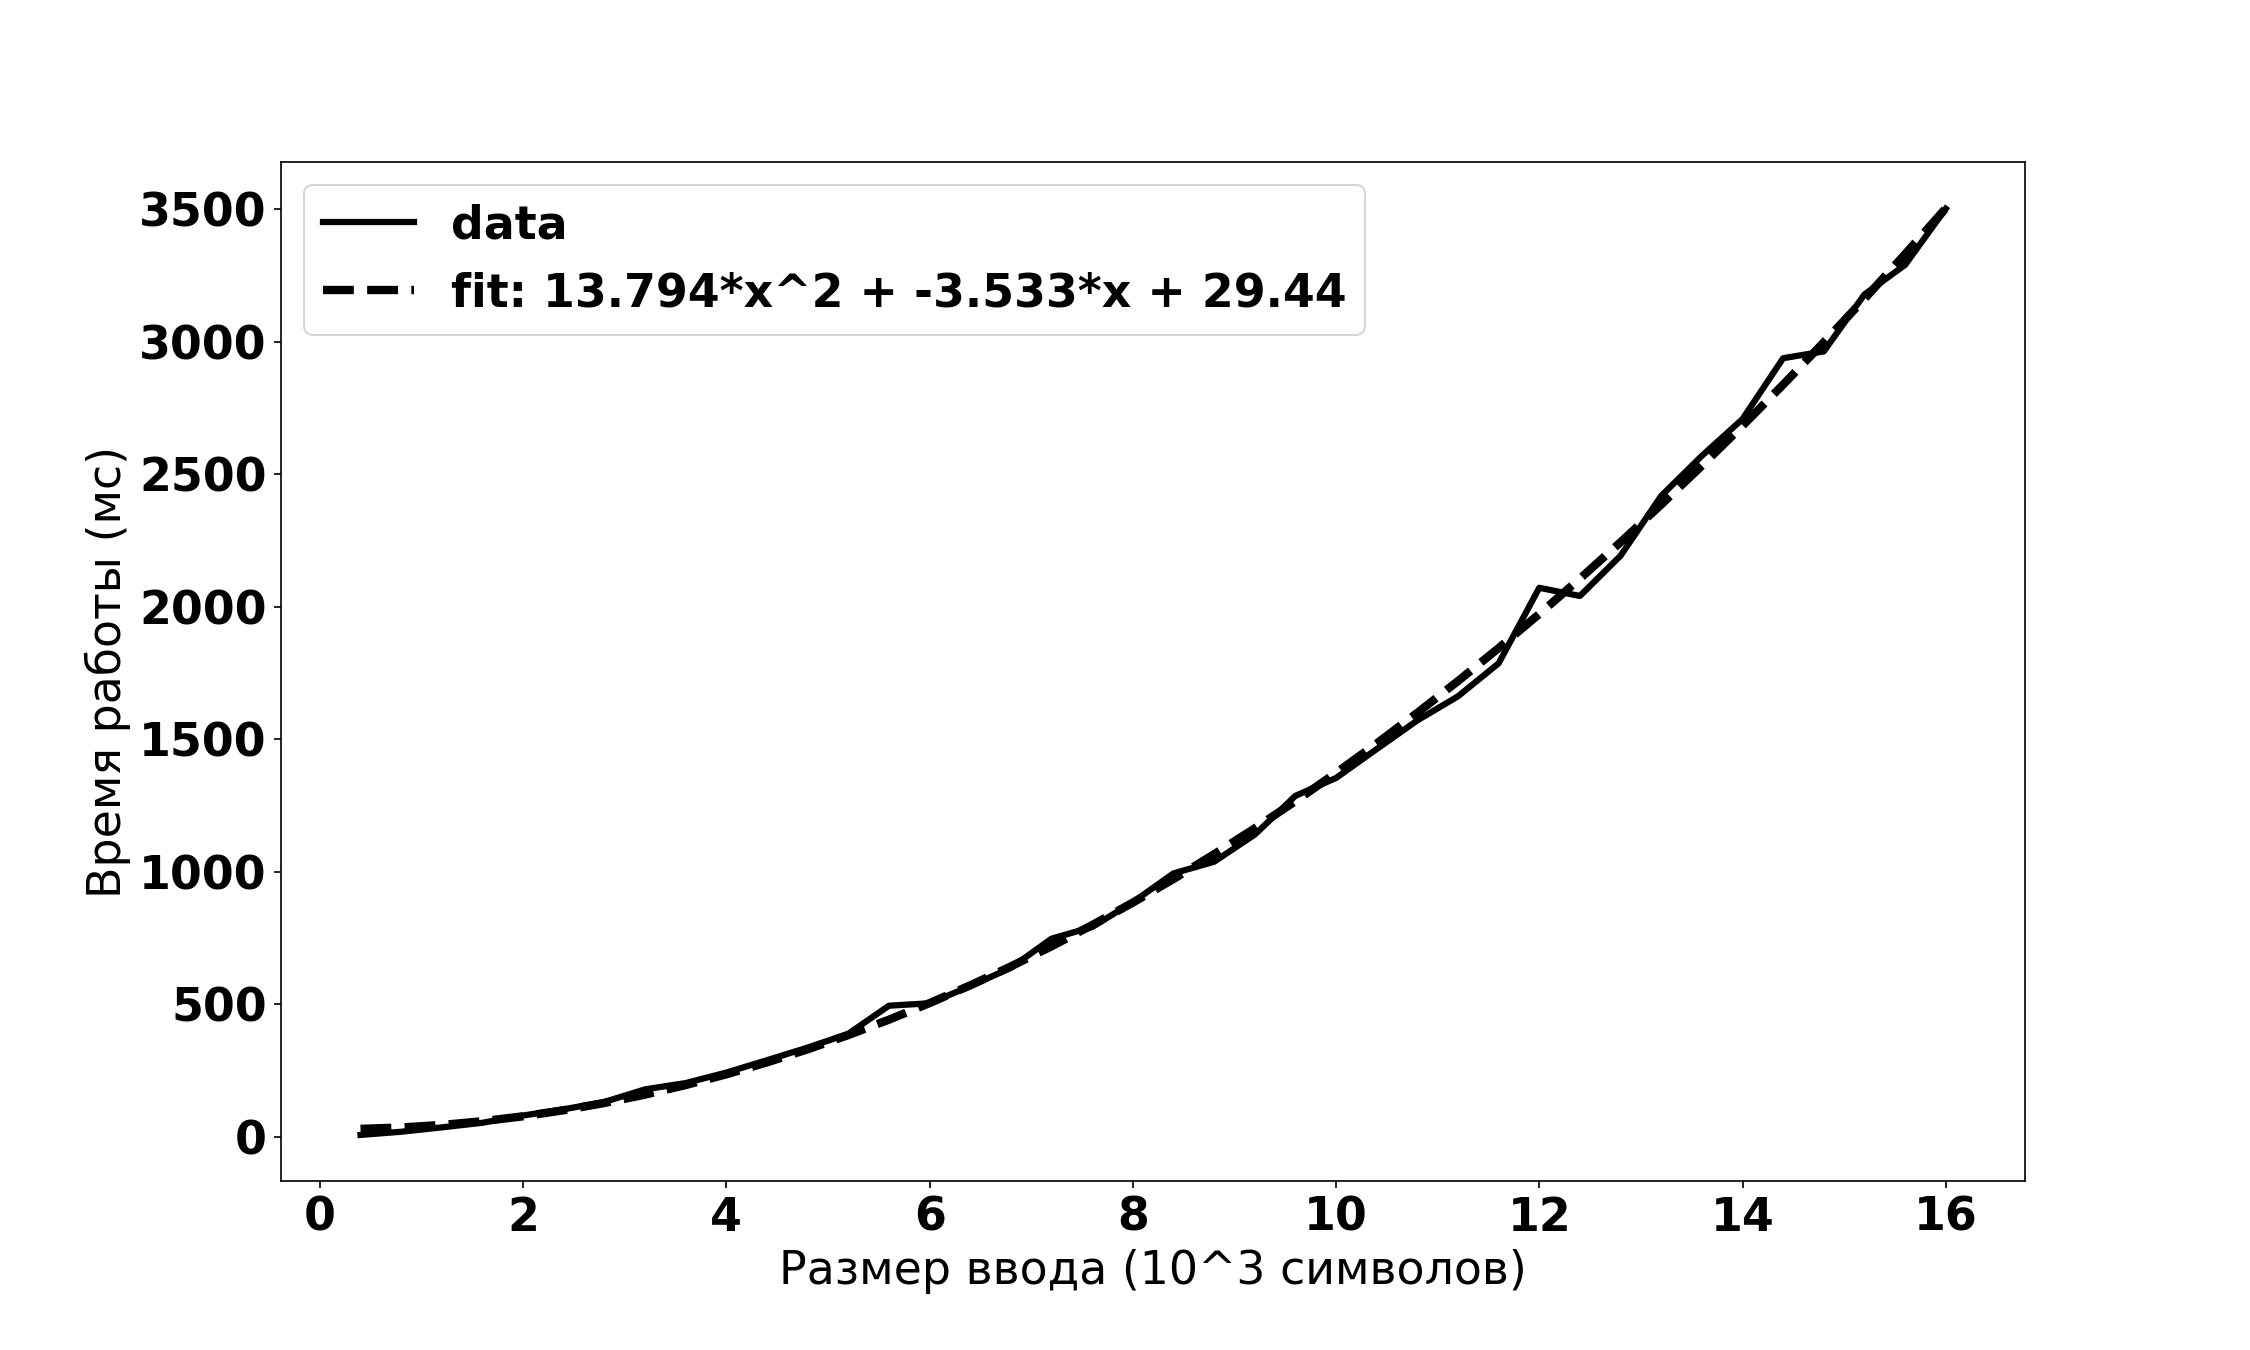 data
fit: 13.794*x^2 + -3.533*x + 29.44
3500
3000
2500
2000
1500
1000
500
0
Время работы (мс)
0 2 4 6 8 10 12 14 16
Размер ввода (10^3 символов)